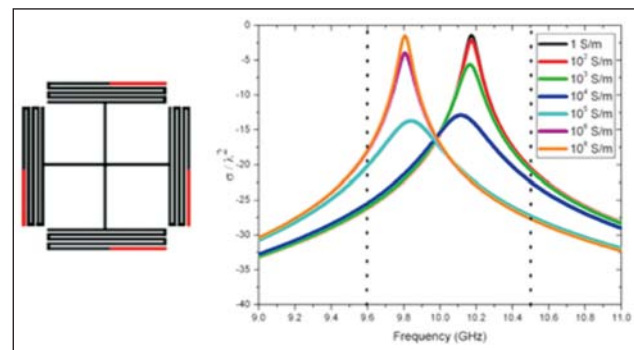 0
-5
-10
-15
-20
-25
-30
-35
-40
σ / λ²
1 S/m
10² S/m
10³ S/m
10⁴ S/m
10⁵ S/m
10⁶ S/m
10⁸ S/m
9.0 9.2 9.4 9.6 9.8 10.0 10.2 10.4 10.6 10.8 11.0
Frequency (GHz)